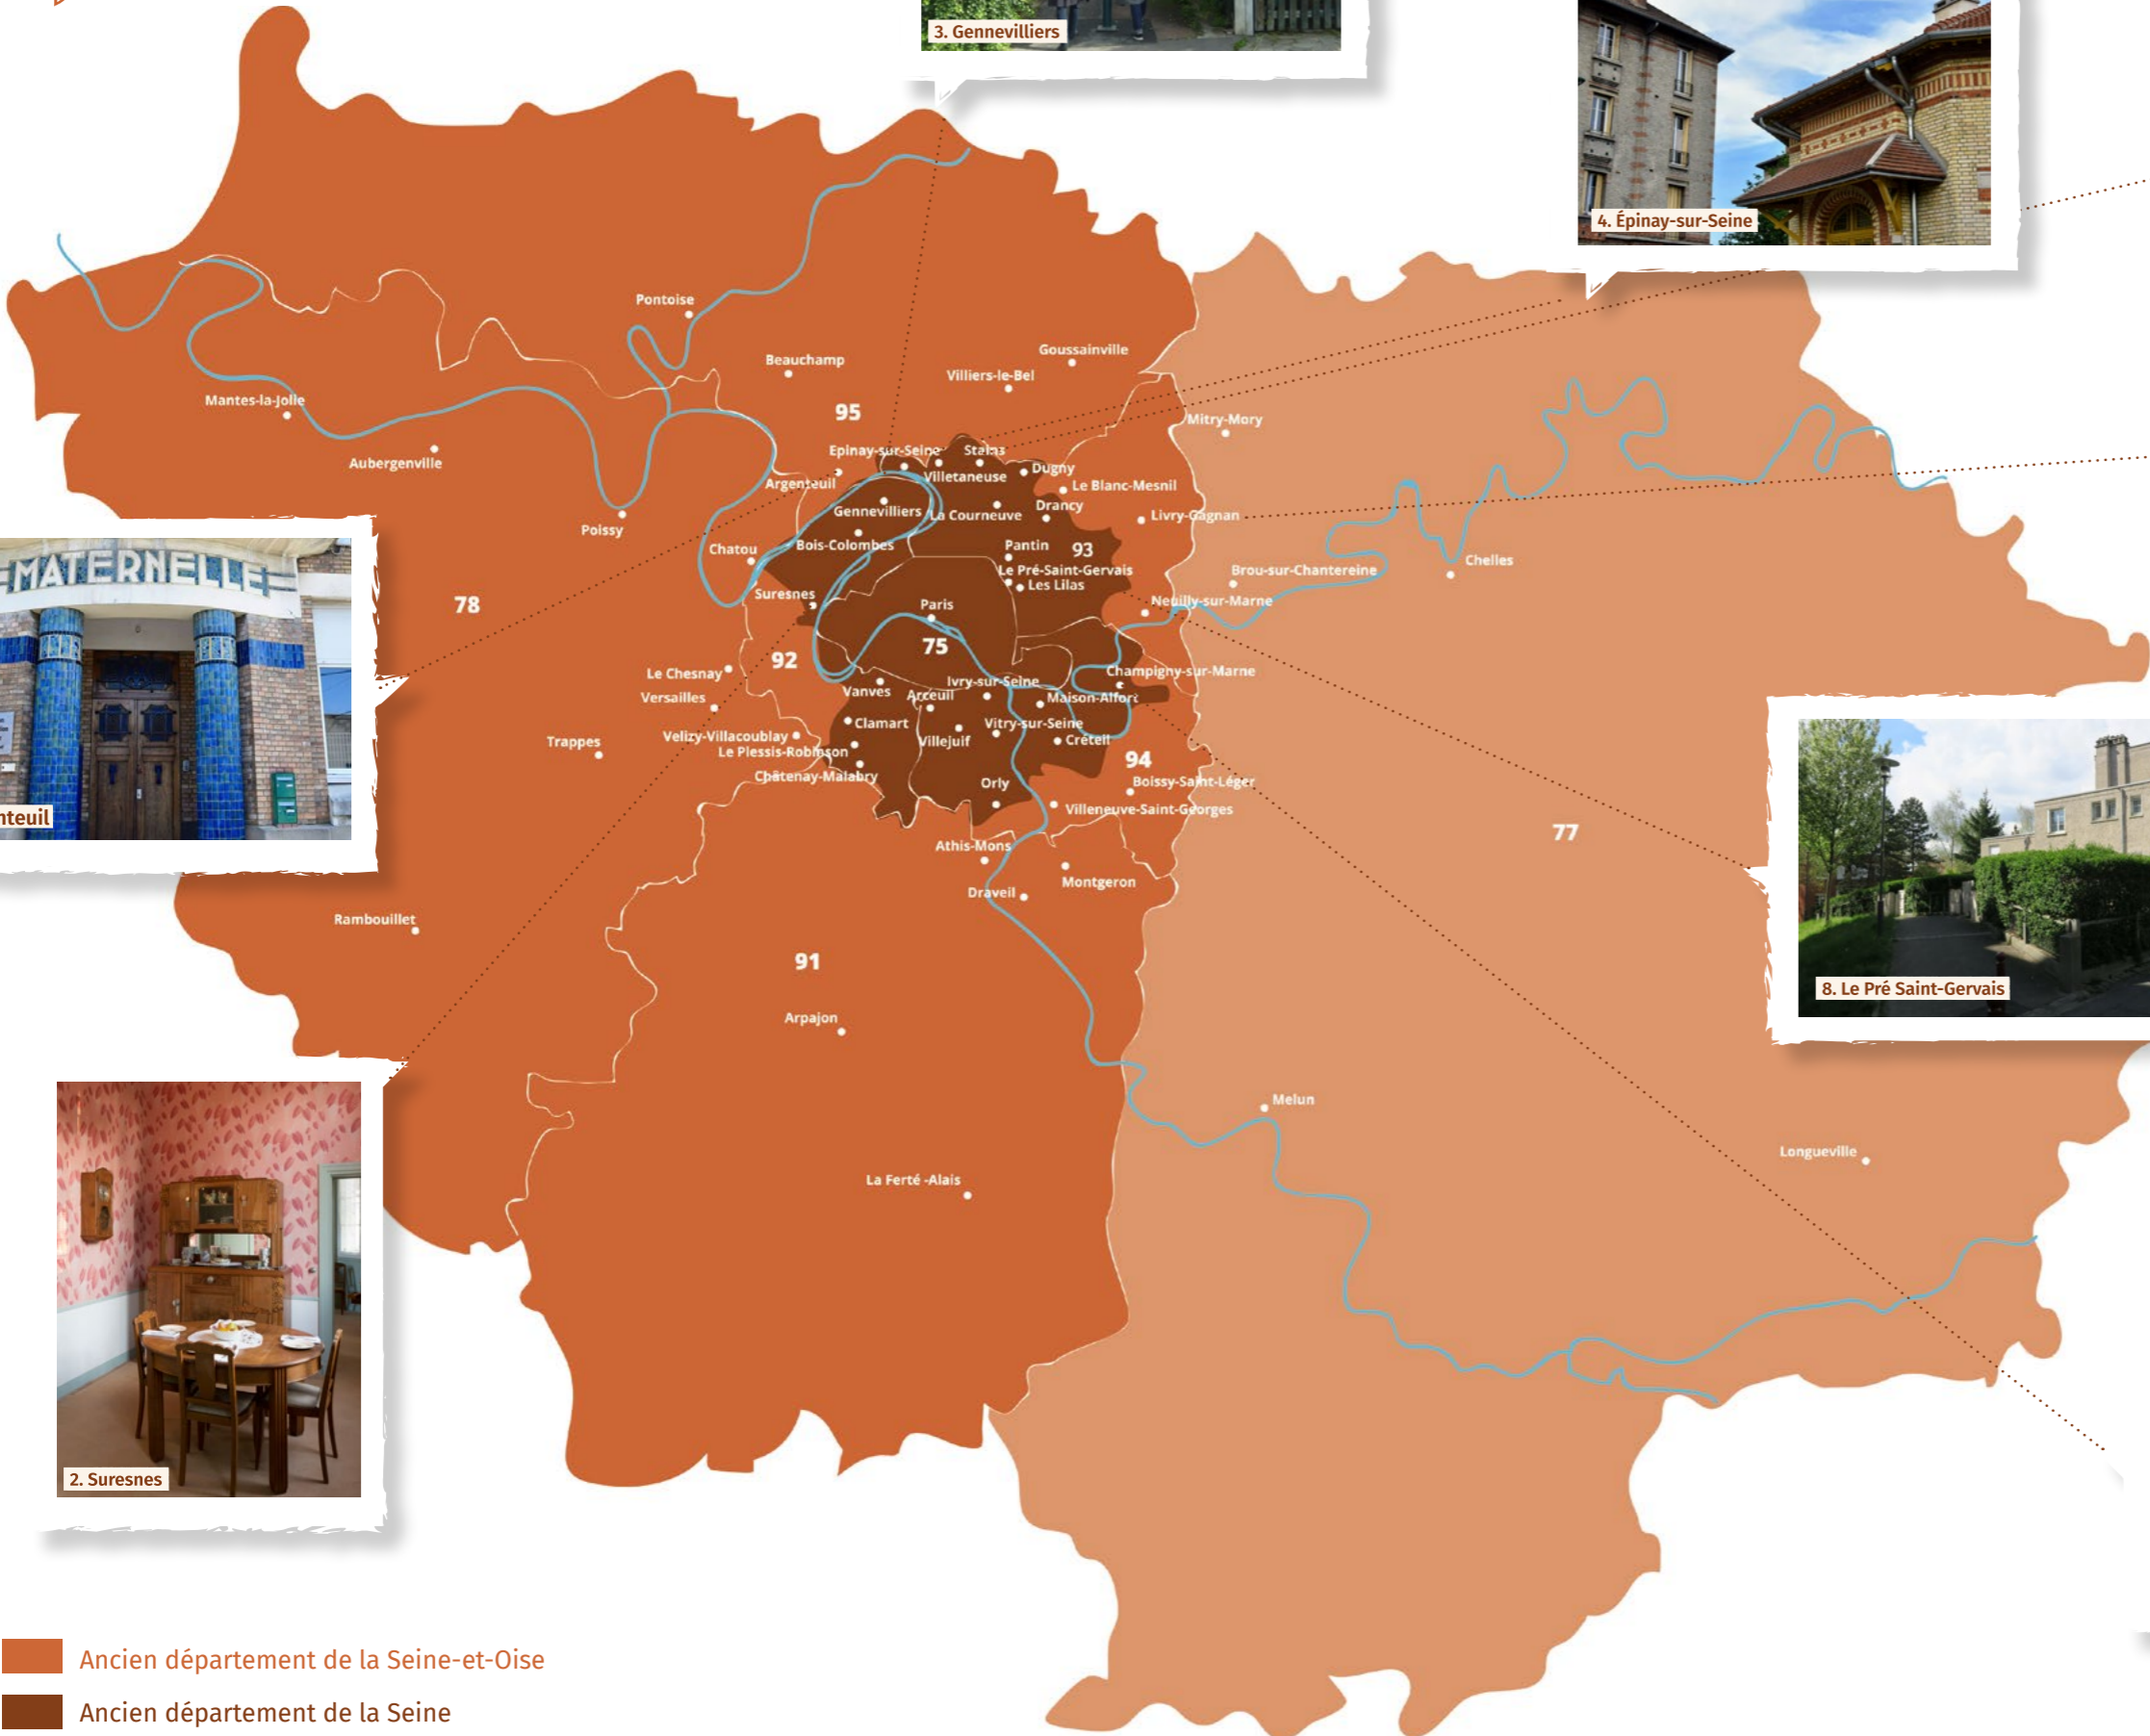 3. Gennevilliers
4. Épinay-sur-Seine
Pontoise
Goussainville
Beauchamp
Villiers-le-Bel
Mantes-la-Jolie
95
Mitry-Mory
Epinay-sur-Seine
Stains
Aubergenville
Dugny
Villetaneuse
Argenteuil
Le Blanc-Mesnil
Gennevilliers
La Courneuve
Drancy
Livry-Gagnan
Poissy
Chatou
Bois-Colombes
Pantin
93
Chelles
MATERNELLE
Le Pré-Saint-Gervais
Brou-sur-Chantereine
Les Lilas
Suresnes
78
Paris
Neuilly-sur-Marne
75
92
Le Chesnay
Champigny-sur-Marne
Ivry-sur-Seine
Versailles
Vanves
Arceuil
Maison-Alfort
Clamart
Vitry-sur-Seine
Trappes
Velizy-Villacoublay
Villejuif
Créteil
Le Plessis-Robinson
94
Châtenay-Malabry
Orly
Boissy-Saint-Léger
Villeneuve-Saint-Georges
nteuil
77
Athis-Mons
Montgeron
Draveil
Rambouillet
91
8. Le Pré Saint-Gervais
Arpajon
Melun
Longueville
La Ferté -Alais
2. Suresnes
Ancien département de la Seine-et-Oise
Ancien département de la Seine